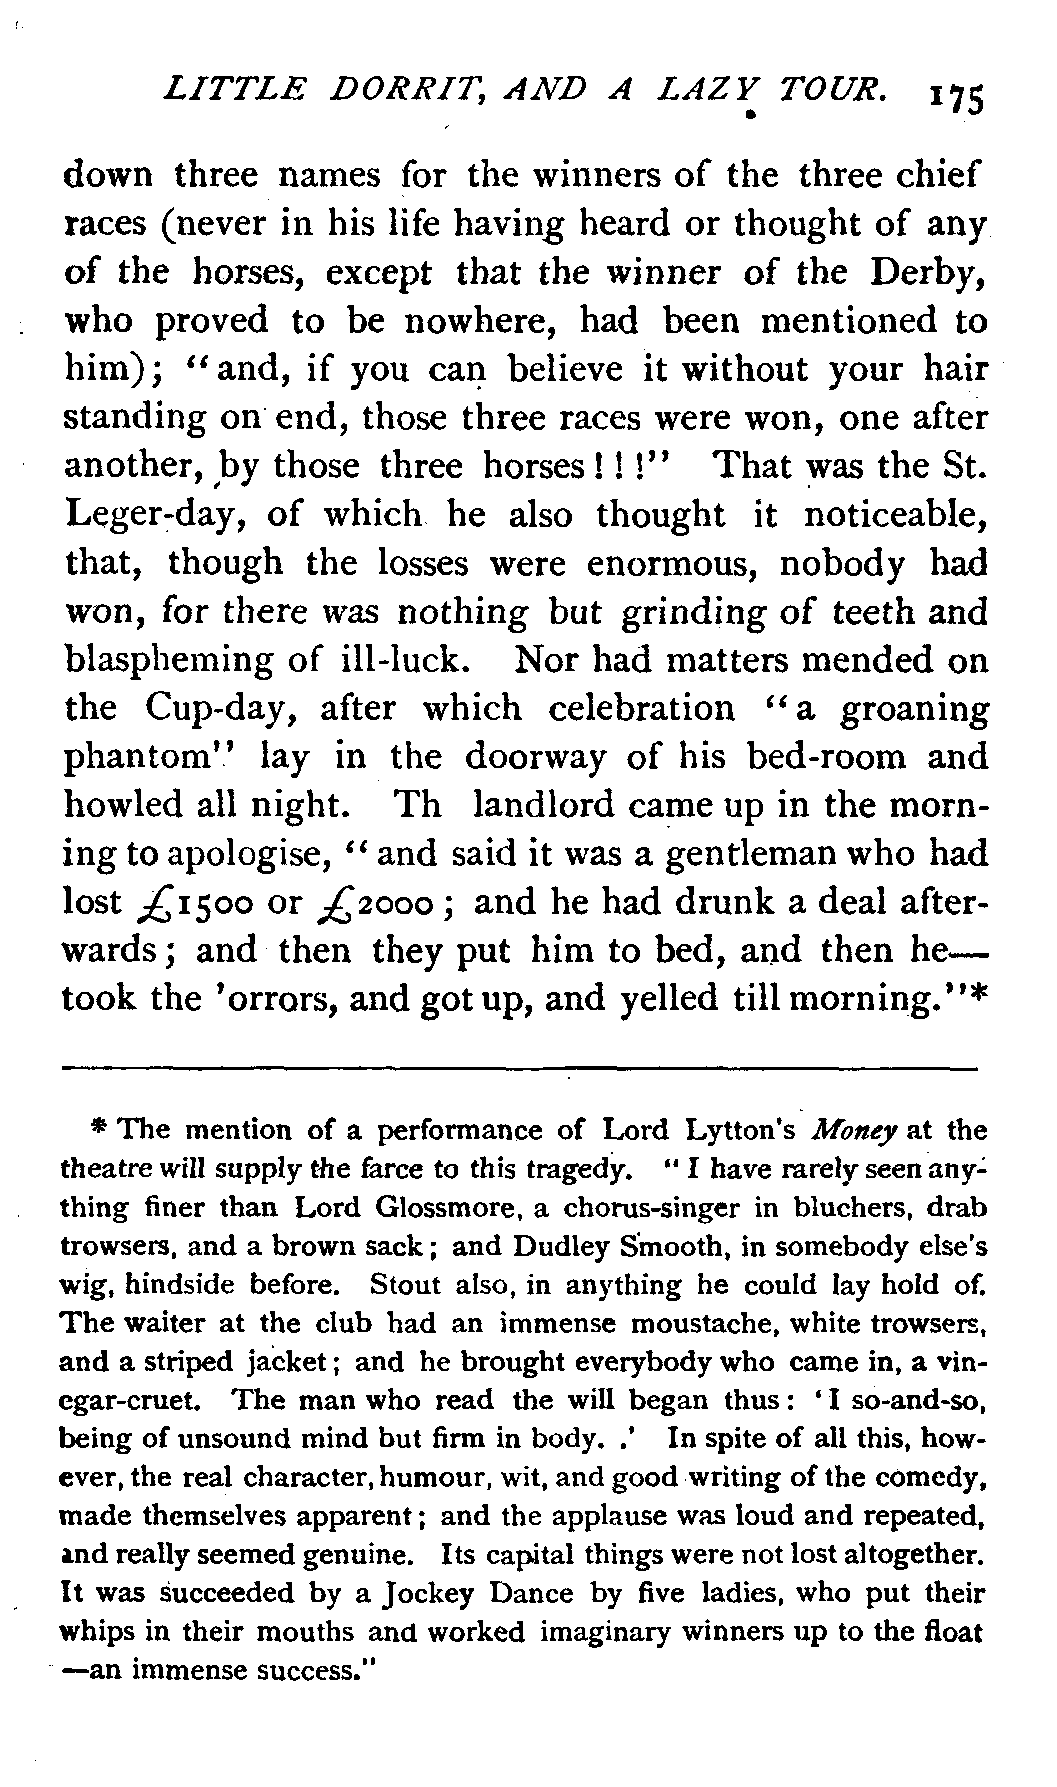 LITTLE DORRIT, AND A LAZY TOUR. 175
down three names for the winners of the three chief
races (never in his life having heard or thought of any
of the horses, except that the winner of the Derby,
who proved to be nowhere, had been mentioned to
him); "and, if you can believe it without your hair
standing on end, those three races were won, one after
another, by those three horses!!!" That was the St.
Leger-day, of which he also thought it noticeable,
that, though the losses were enormous, nobody had
won, for there was nothing but grinding of teeth and
blaspheming of ill-luck. Nor had matters mended on
the Cup-day, after which celebration "a groaning
phantom" lay in the doorway of his bed-room and
howled all night. Th landlord came up in the morn-
ing to apologise, "and said it was a gentleman who had
lost £1500 or £2000; and he had drunk a deal after-
wards; and then they put him to bed, and then he—
took the 'orrors, and got up, and yelled till morning."*
* The mention of a performance of Lord Lytton's Money at the
theatre will supply the farce to this tragedy. "I have rarely seen any-
thing finer than Lord Glossmore, a chorus-singer in bluchers, drab
trowsers, and a brown sack; and Dudley Smooth, in somebody else's
wig, hindside before. Stout also, in anything he could lay hold of.
The waiter at the club had an immense moustache, white trowsers,
and a striped jacket; and he brought everybody who came in, a vin-
egar-cruet. The man who read the will began thus: 'I so-and-so,
being of unsound mind but firm in body. .' In spite of all this, how-
ever, the real character, humour, wit, and good writing of the comedy,
made themselves apparent; and the applause was loud and repeated,
and really seemed genuine. Its capital things were not lost altogether.
It was succeeded by a Jockey Dance by five ladies, who put their
whips in their mouths and worked imaginary winners up to the float
—an immense success."